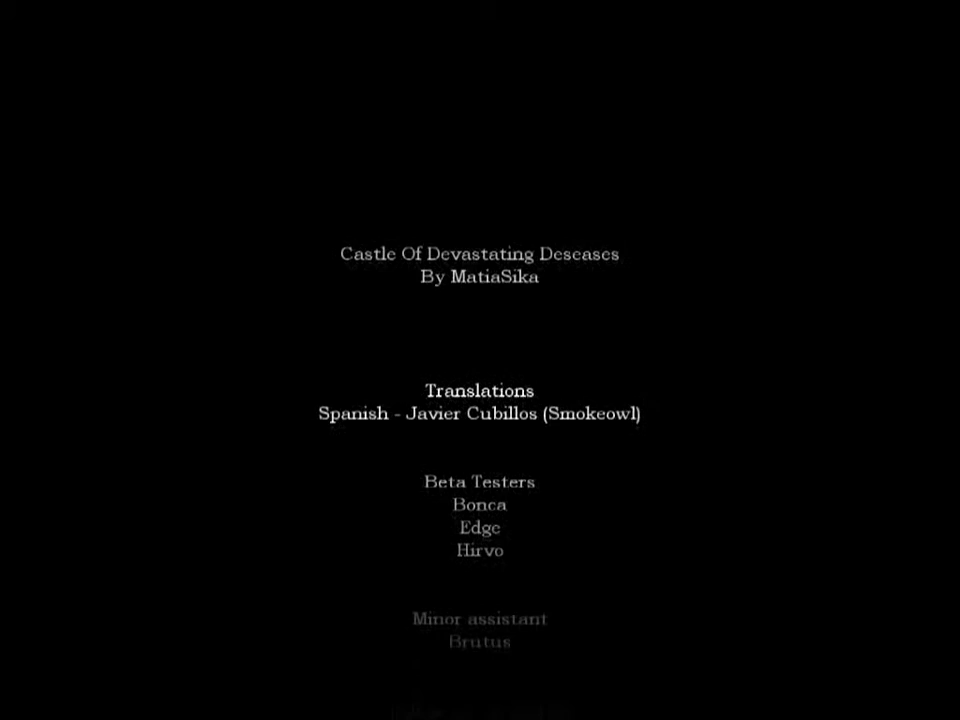 Castle Of Devastating Deseases
By MatiaSika
Translations
Spanish - Javier Cubillos (Smokeowl)
Beta Testers
Bonca
Edge
Hirvo
Minor assistant
Brutus